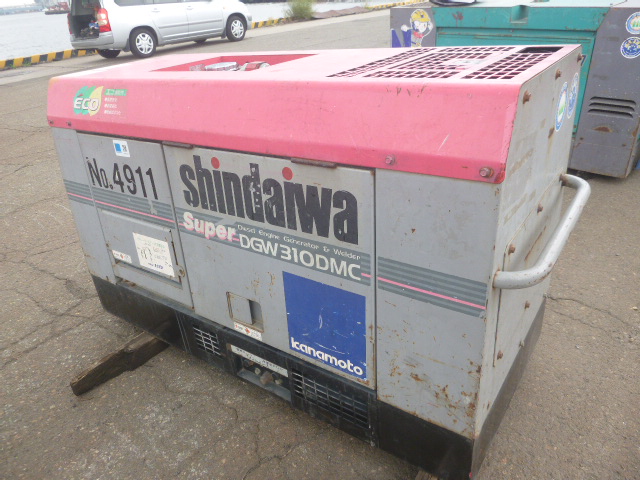 ECO
No.4911
shindaiwa
Diesel Engine Generator & Welder
Super DGW310DMC
kanamoto